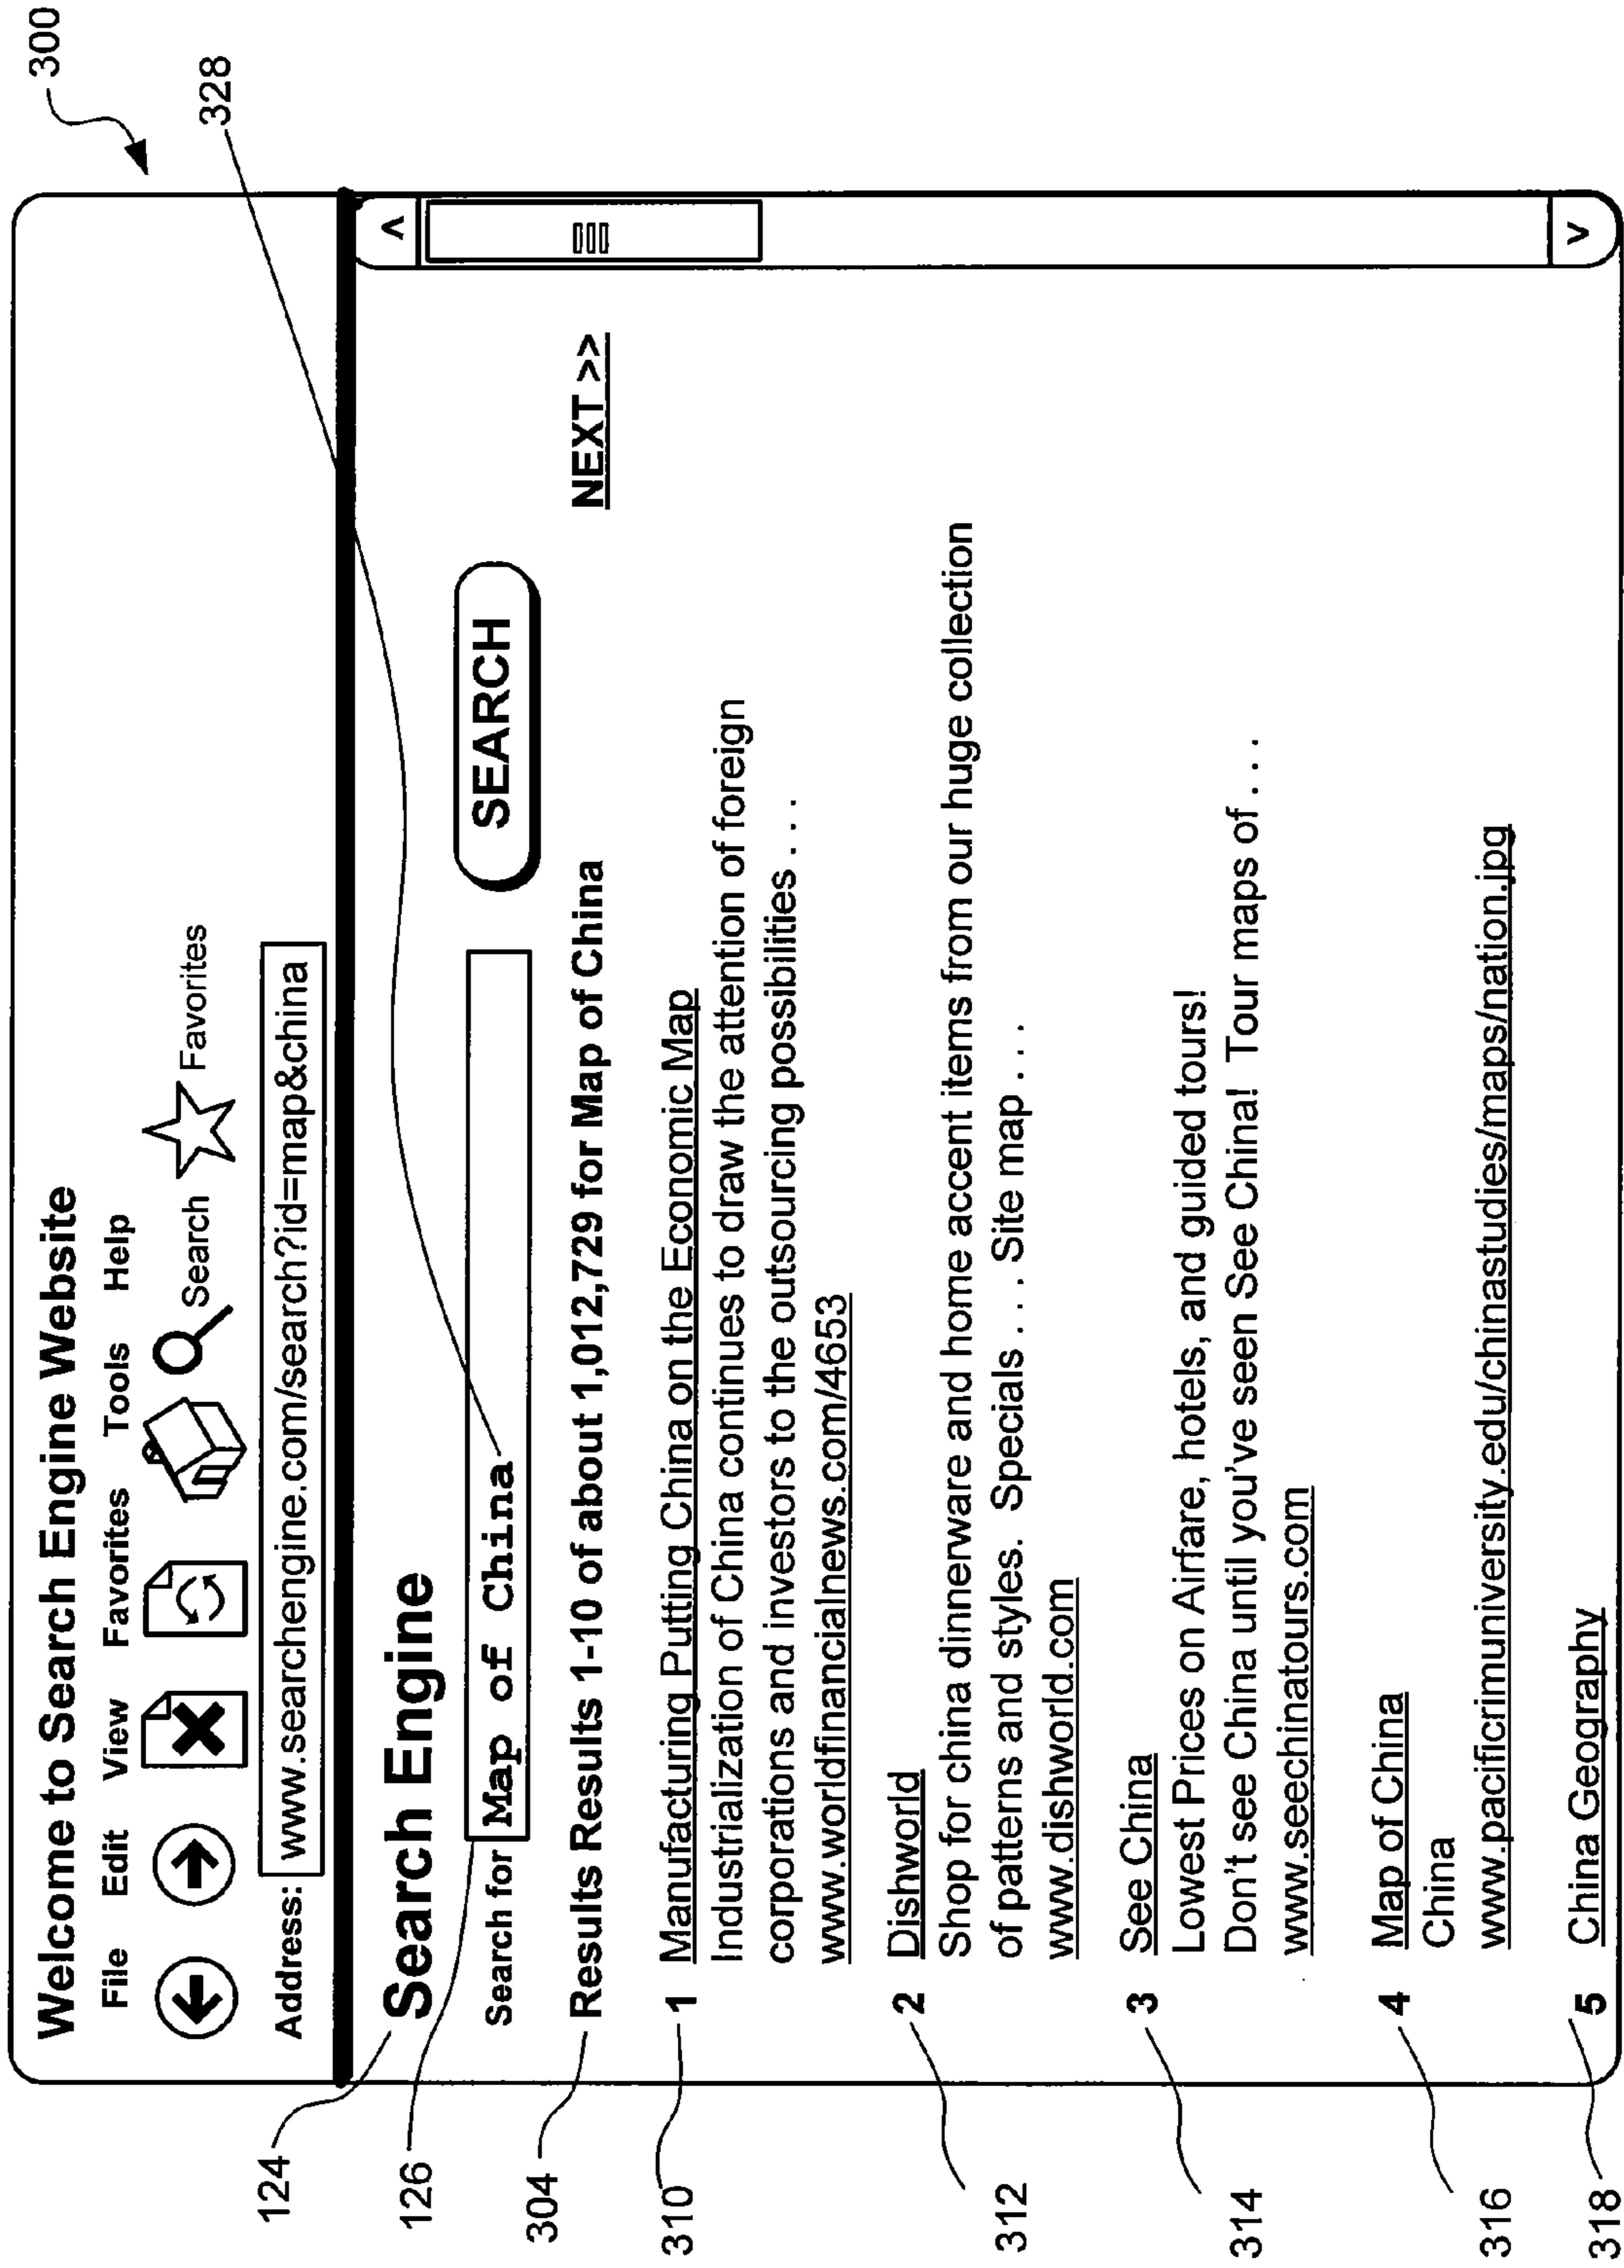 300
328
Welcome to Search Engine Website
File Edit View Favorites Tools Help
Search Favorites
Address: www.searchengine.com/search?id=map&china
124
Search Engine
126
Search for Map of China SEARCH
304
Results Results 1-10 of about 1,012,729 for Map of China NEXT >>
310
1 Manufacturing Putting China on the Economic Map
Industrialization of China continues to draw the attention of foreign
corporations and investors to the outsourcing possibilities . . .
www.worldfinancialnews.com/4653
312
2 Dishworld
Shop for china dinnerware and home accent items from our huge collection
of patterns and styles. Specials . . . Site map . . .
www.dishworld.com
314
3 See China
Lowest Prices on Airfare, hotels, and guided tours!
Don't see China until you've seen See China! Tour maps of . . .
www.seechinatours.com
316
4 Map of China
China
www.pacificrimuniversity.edu/chinastudies/maps/nation.jpg
318
5 China Geography